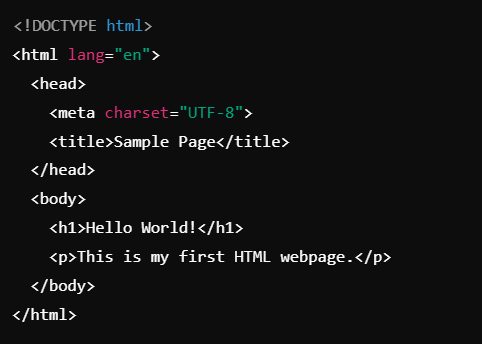 <!DOCTYPE html>
<html lang="en">
  <head>
    <meta charset="UTF-8">
    <title>Sample Page</title>
  </head>
  <body>
    <h1>Hello World!</h1>
    <p>This is my first HTML webpage.</p>
  </body>
</html>